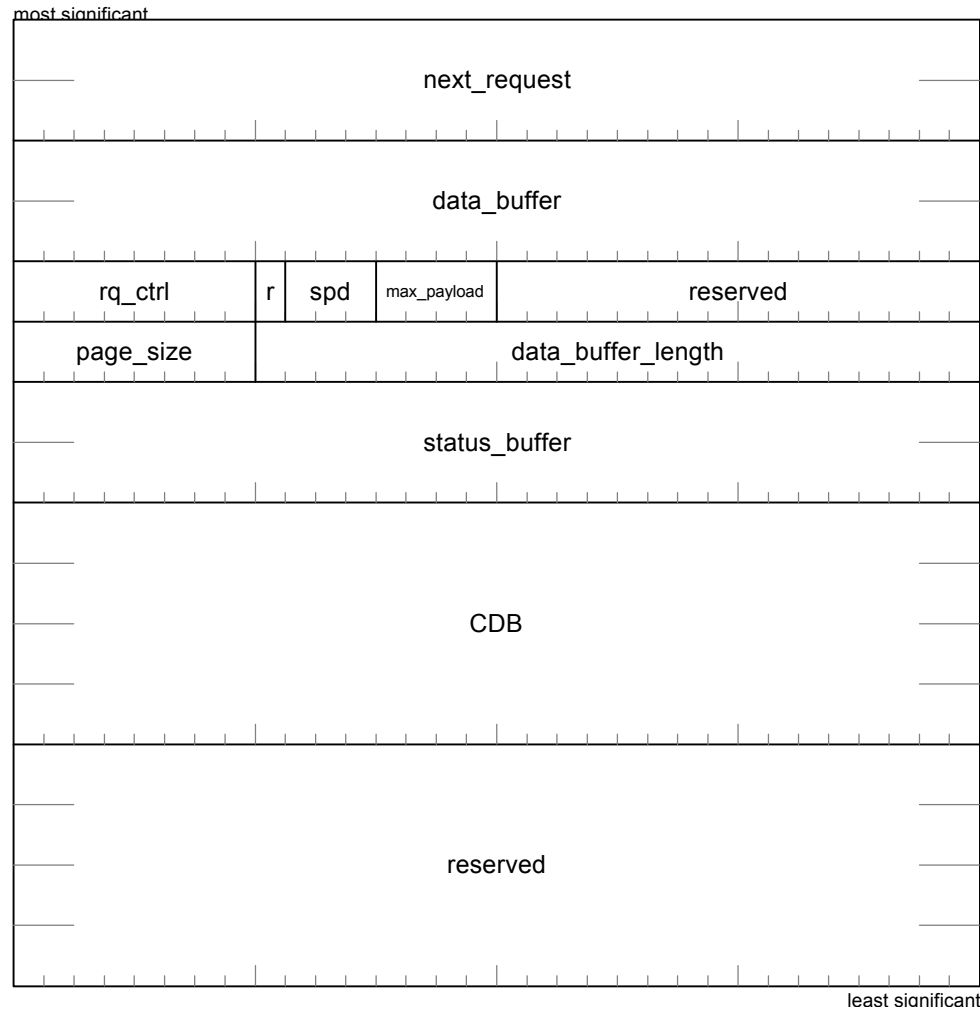 most significant
next_request
data_buffer
rq_ctrl r spd max_payload reserved
page_size data_buffer_length
status_buffer
CDB
reserved
least significant